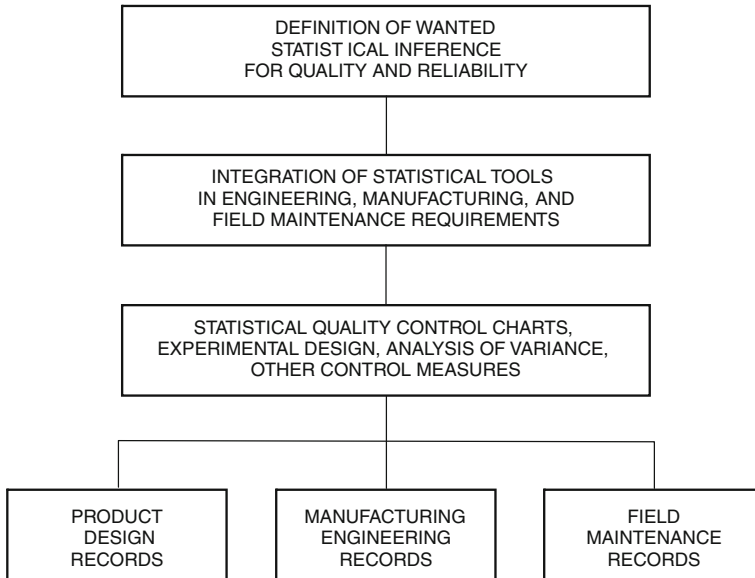 DEFINITION OF WANTED
STATIST ICAL INFERENCE
FOR QUALITY AND RELIABILITY
INTEGRATION OF STATISTICAL TOOLS
IN ENGINEERING, MANUFACTURING, AND
FIELD MAINTENANCE REQUIREMENTS
STATISTICAL QUALITY CONTROL CHARTS,
EXPERIMENTAL DESIGN, ANALYSIS OF VARIANCE,
OTHER CONTROL MEASURES
PRODUCT
DESIGN
RECORDS
MANUFACTURING
ENGINEERING
RECORDS
FIELD
MAINTENANCE
RECORDS